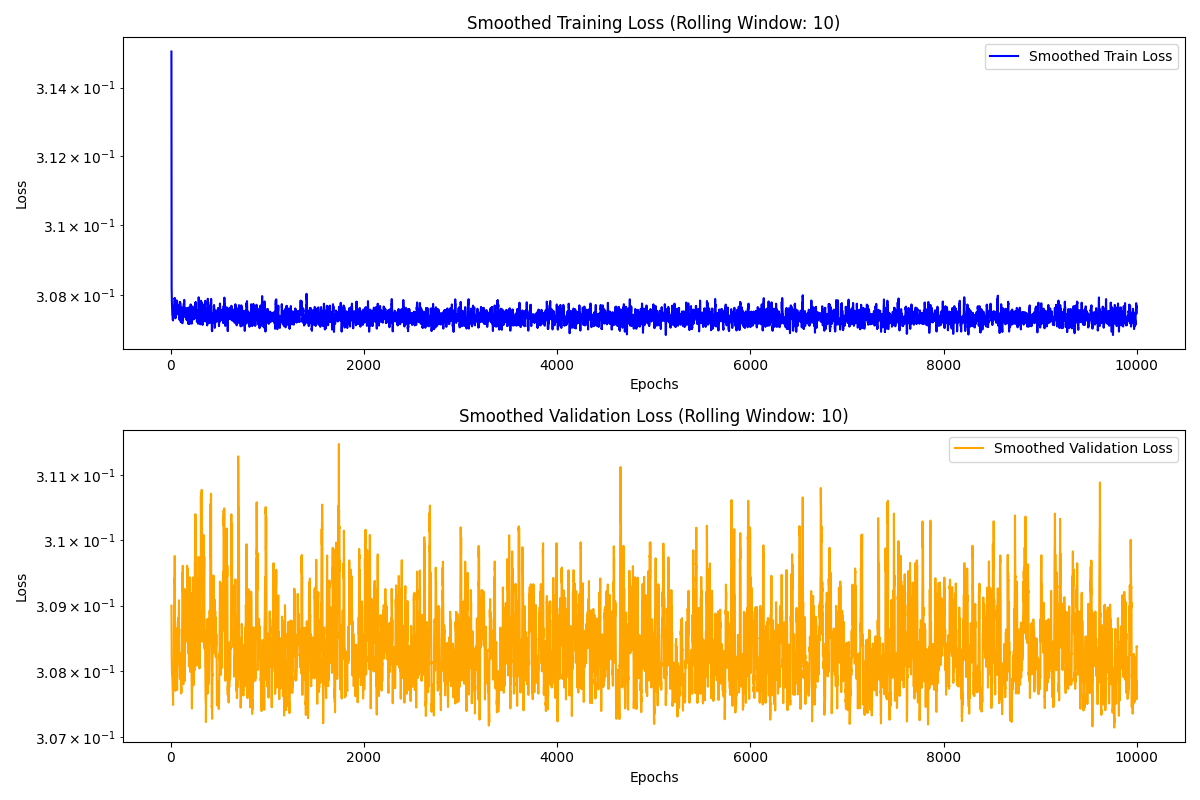 Smoothed Training Loss (Rolling Window: 10)
Smoothed Train Loss
3.14 × 10⁻¹
3.12 × 10⁻¹
3.1 × 10⁻¹
3.08 × 10⁻¹
Loss
0 2000 4000 6000 8000 10000
Epochs
Smoothed Validation Loss (Rolling Window: 10)
Smoothed Validation Loss
3.11 × 10⁻¹
3.1 × 10⁻¹
3.09 × 10⁻¹
3.08 × 10⁻¹
3.07 × 10⁻¹
Loss
0 2000 4000 6000 8000 10000
Epochs